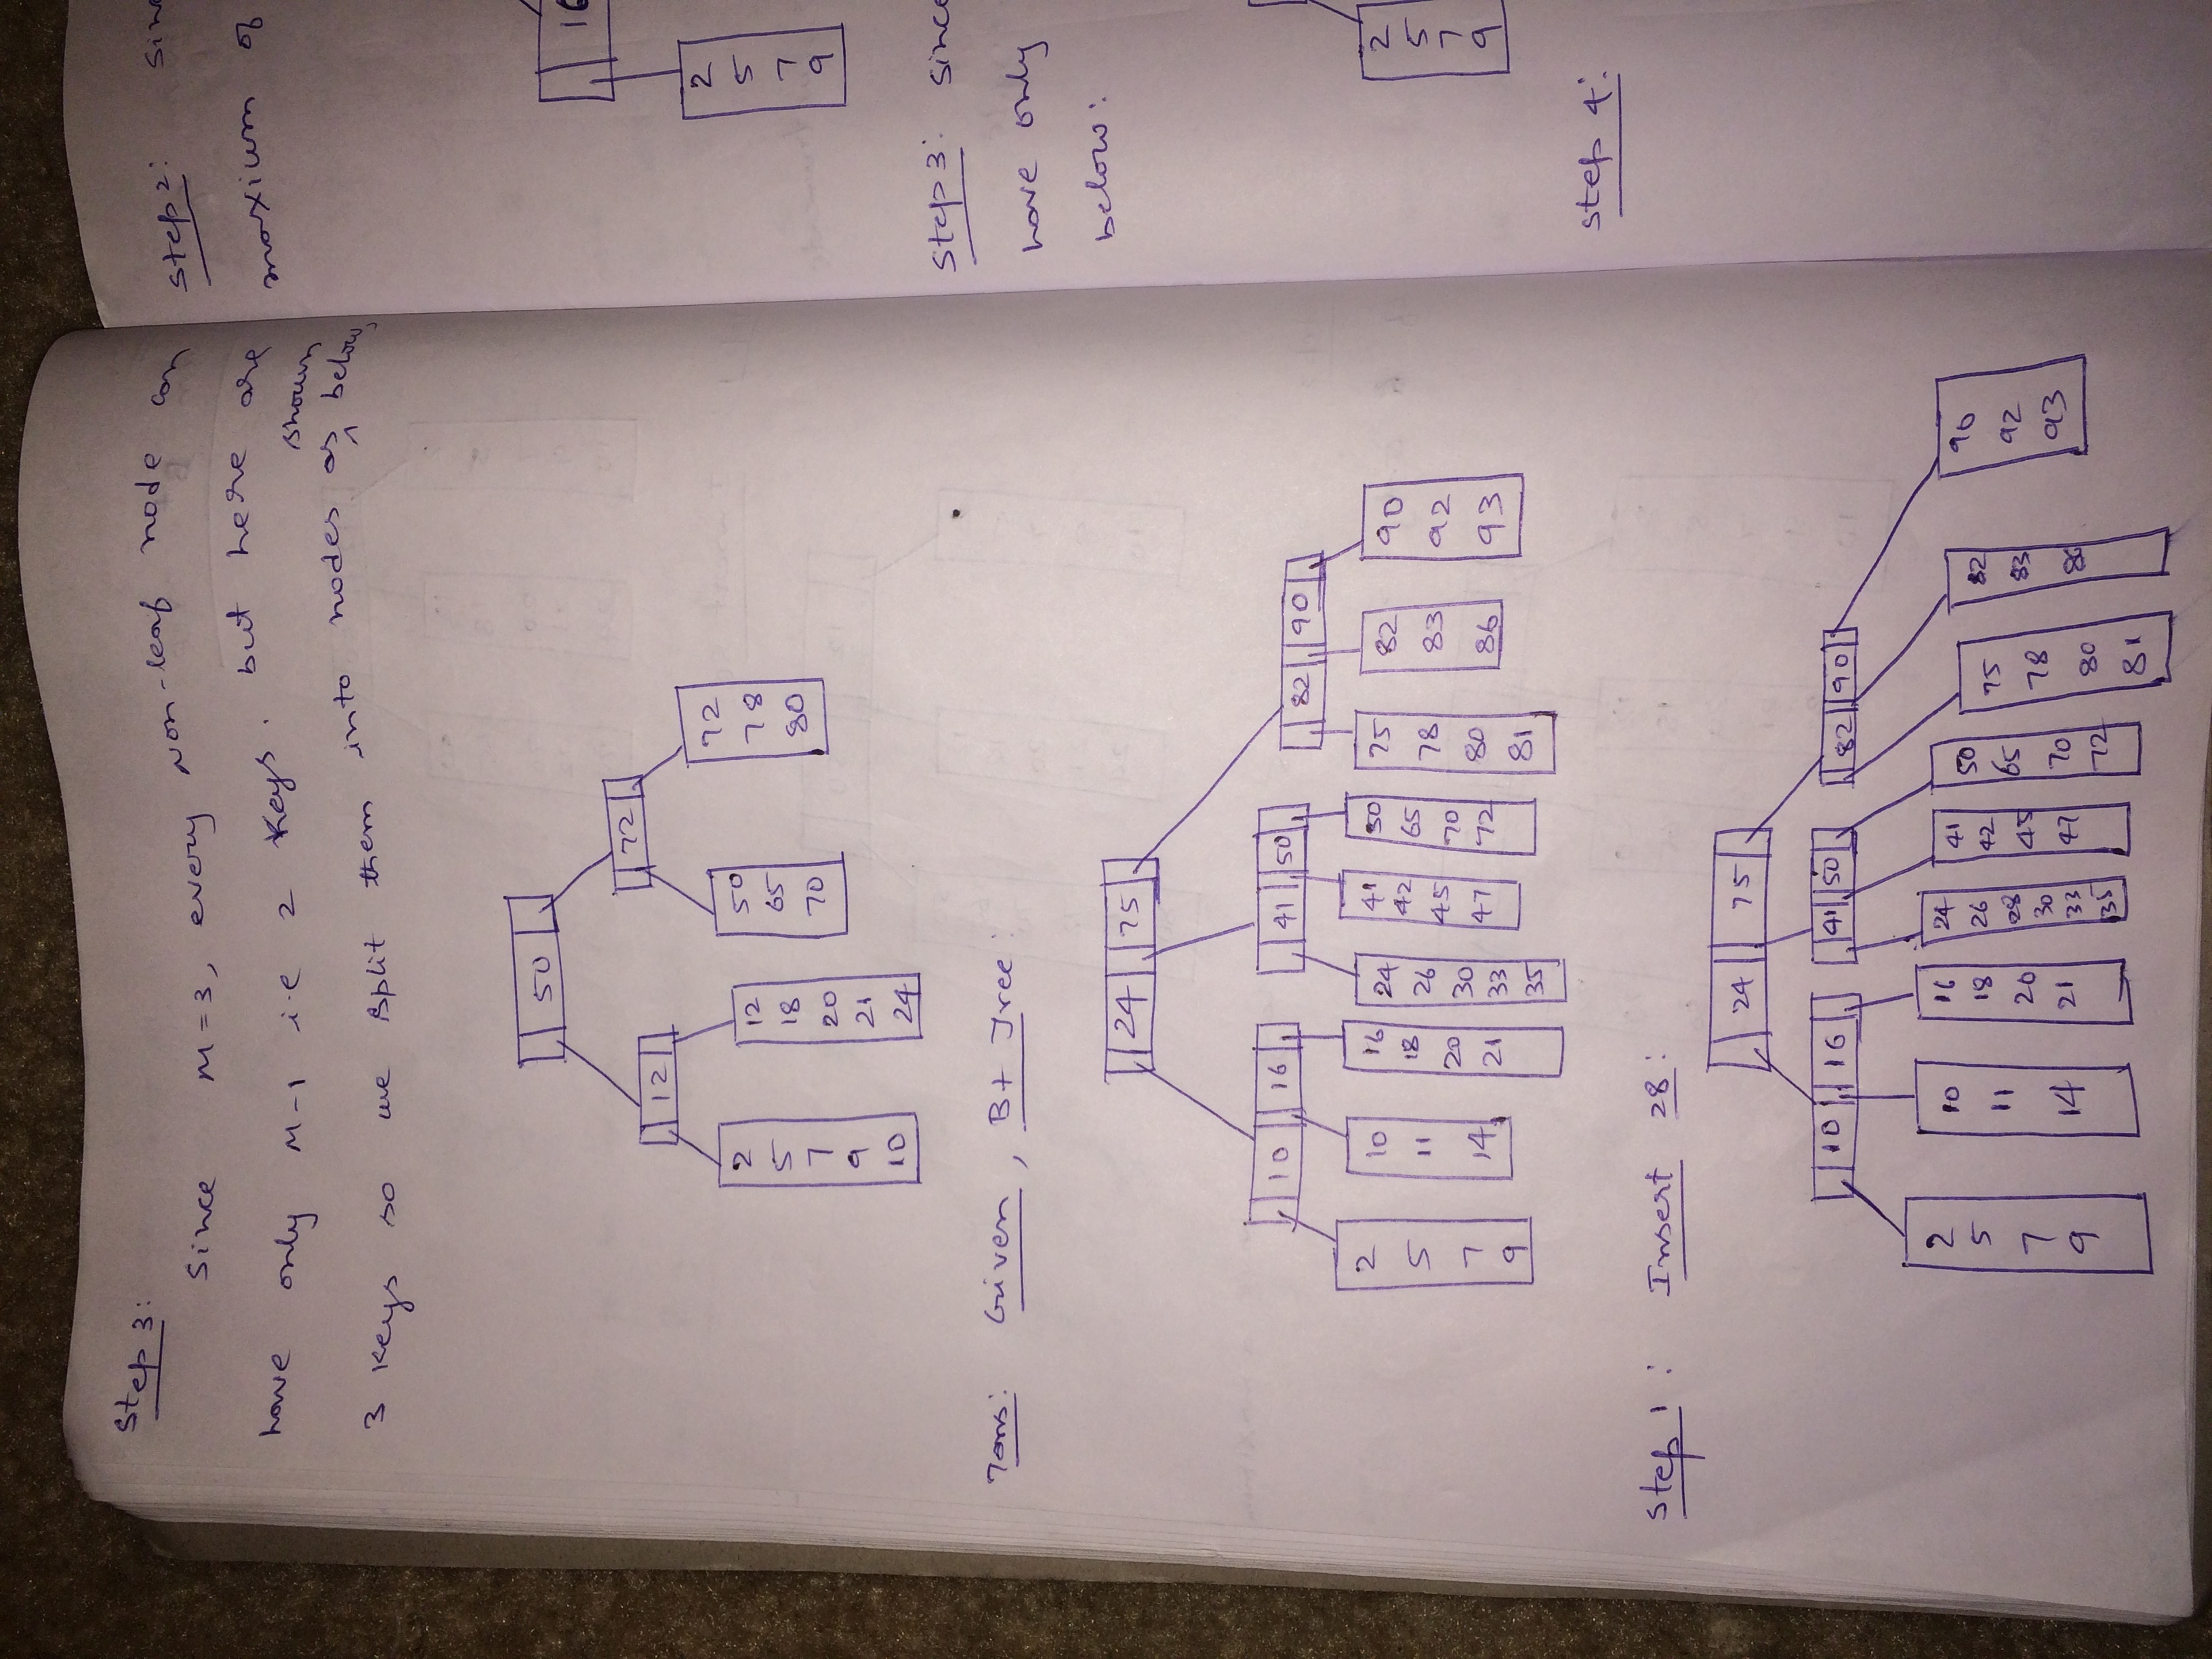 Step 3:
Since M=3, every Non-leaf node can
have only M-1 i.e 2 Keys. but here are
shown
3 Keys so we split them into nodes as ^ below,
50
12 72
2 12 50 72
5 18 65 78
7 20 70 80
9 21
10 24
7ans: Given, B+ Tree:
24 75
10 16 41 50 82 90
2 10 16 24 41 50 75 82 90
5 11 18 26 42 65 78 83 92
7 14 20 30 45 70 80 86 93
9 21 33 47 72 81
35
Step 1: Insert 28:
24 75
10 16 41 50 82 90
2 10 16 24 41 50 75 82 90
5 11 18 26 42 65 78 83 92
7 14 20 28 45 70 80 86 93
9 21 30 47 72 81
33
35
Step 2: Sinc
maxium of
16
2
5
7
9
Step 3: Since
have only
below:
2
5
7
9
Step 4: